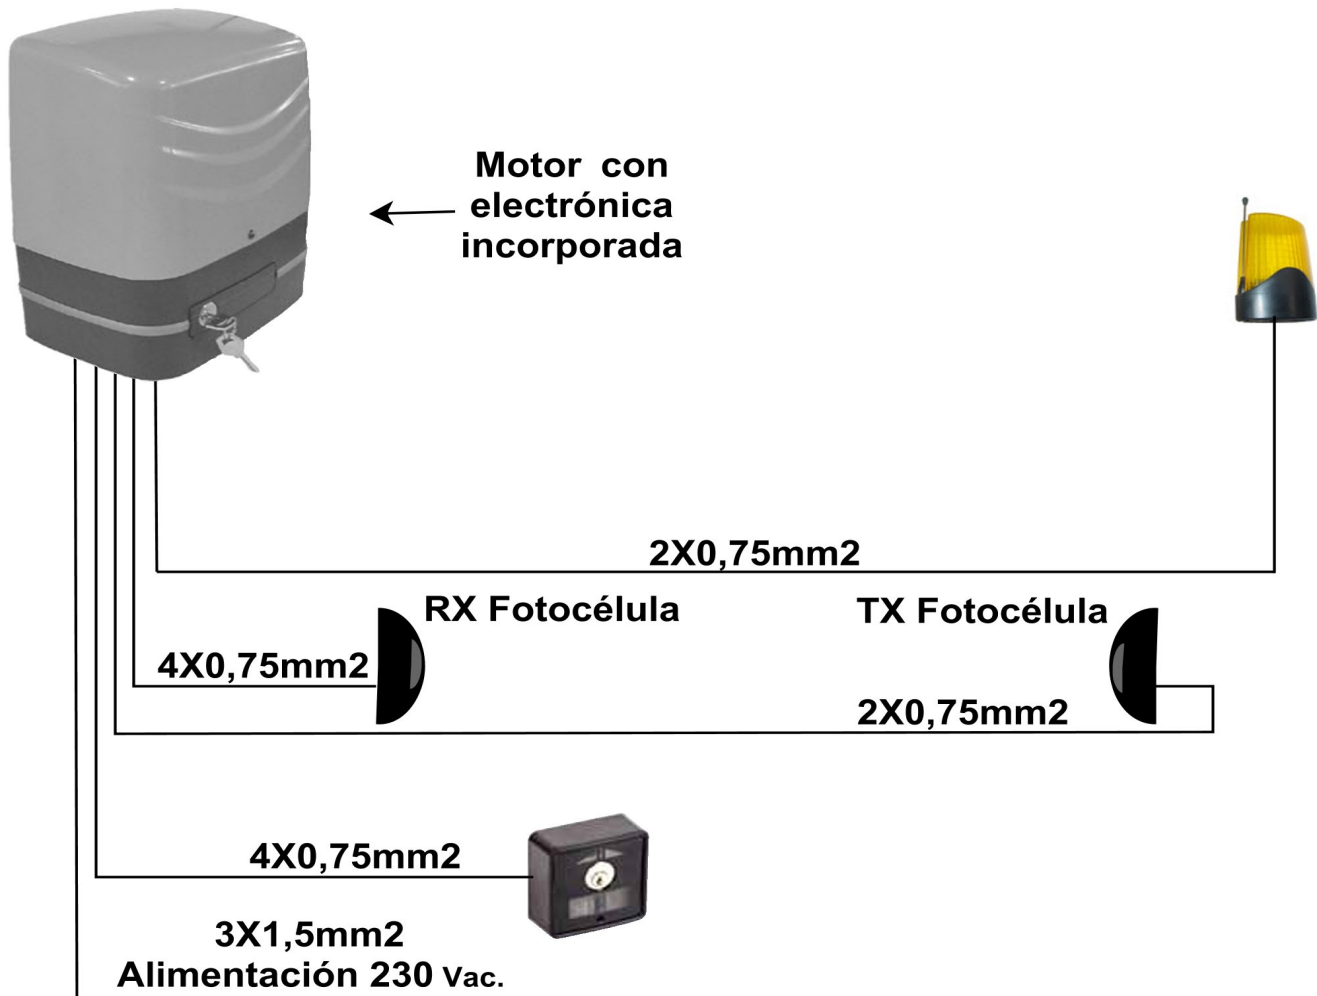 Motor con
electrónica
incorporada
2X0,75mm2
RX Fotocélula
TX Fotocélula
4X0,75mm2
2X0,75mm2
4X0,75mm2
3X1,5mm2
Alimentación 230 Vac.